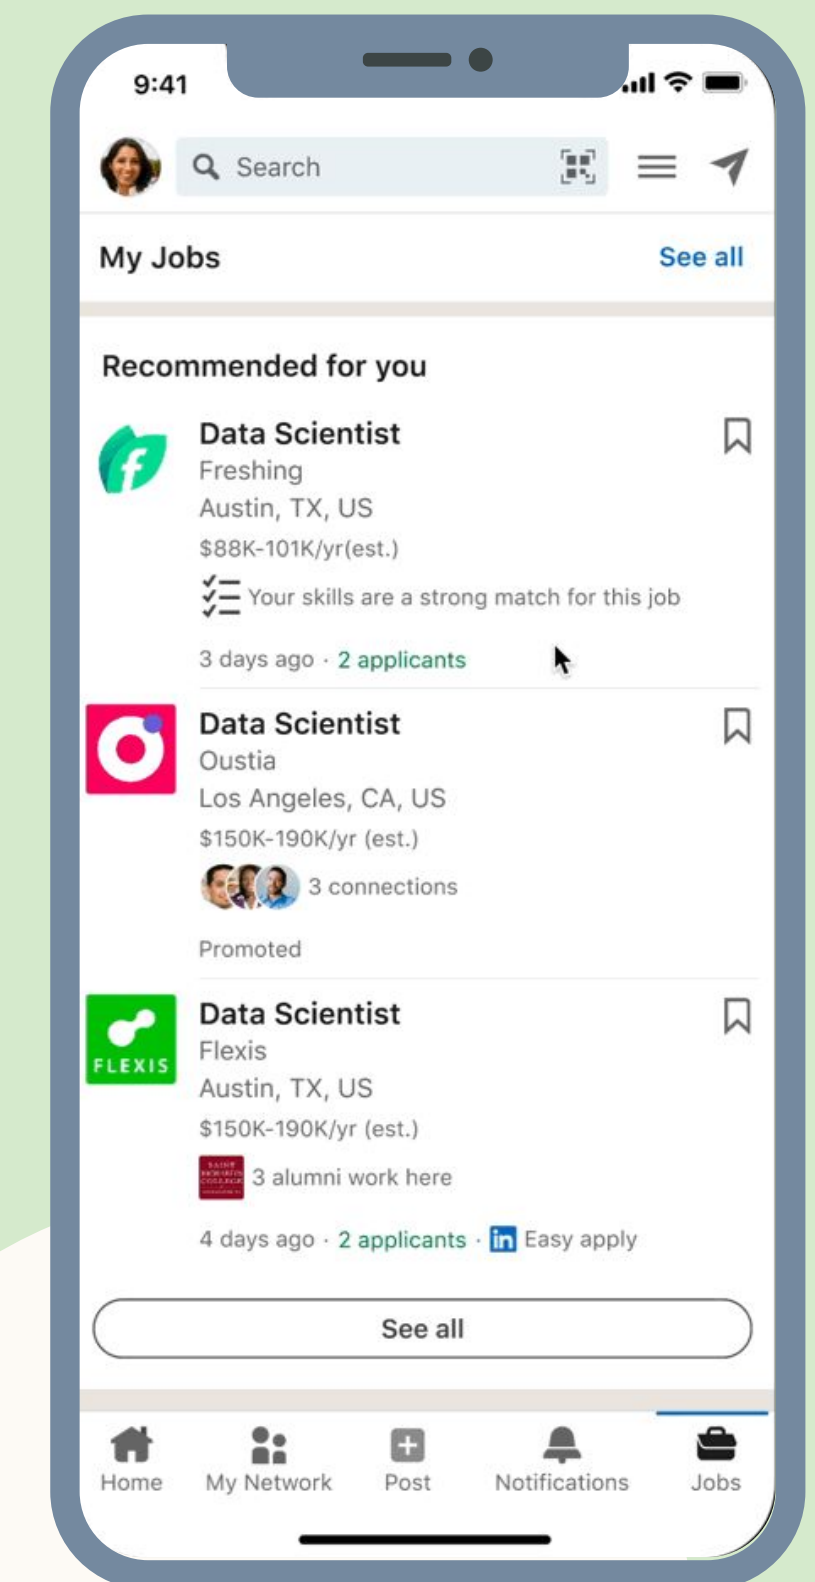 9:41
Search
My Jobs
See all
Recommended for you
f
Data Scientist
Freshing
Austin, TX, US
$88K-101K/yr(est.)
Your skills are a strong match for this job
3 days ago · 2 applicants
Data Scientist
Oustia
Los Angeles, CA, US
$150K-190K/yr (est.)
3 connections
Promoted
FLEXIS
Data Scientist
Flexis
Austin, TX, US
$150K-190K/yr (est.)
3 alumni work here
4 days ago · 2 applicants · in Easy apply
See all
Home My Network Post Notifications Jobs